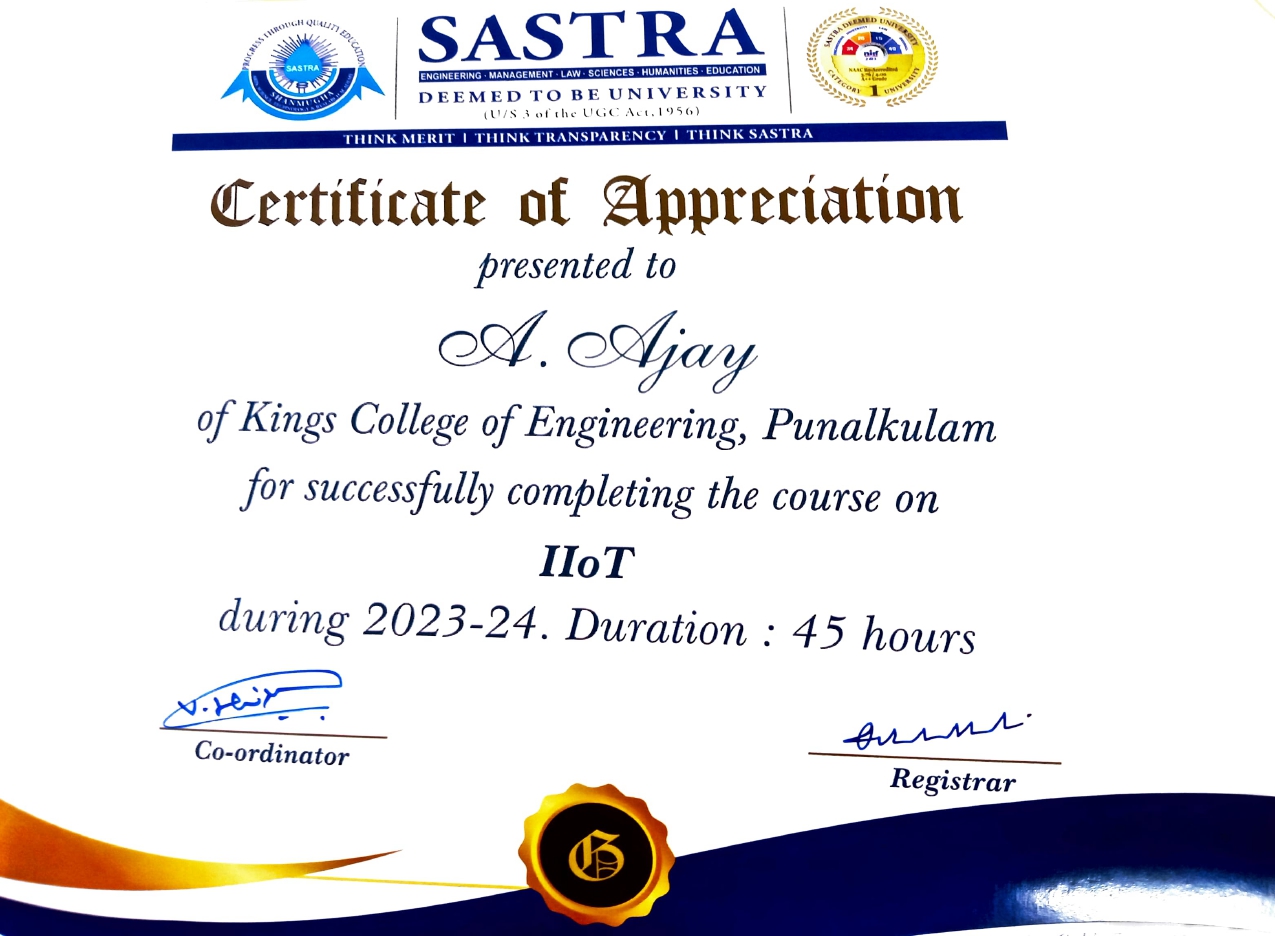 PROGRESS THROUGH QUALITY EDUCATION
SASTRA
SHANMUGHA
SASTRA
ENGINEERING · MANAGEMENT · LAW · SCIENCES · HUMANITIES · EDUCATION
DEEMED TO BE UNIVERSITY
(U/S 3 of the UGC Act,1956)
SASTRA DEEMED UNIVERSITY
CATEGORY 1 UNIVERSITY
THINK MERIT | THINK TRANSPARENCY | THINK SASTRA
Certificate of Appreciation
presented to
A. Ajay
of Kings College of Engineering, Punalkulam
for successfully completing the course on
IIoT
during 2023-24. Duration : 45 hours
Co-ordinator
Registrar